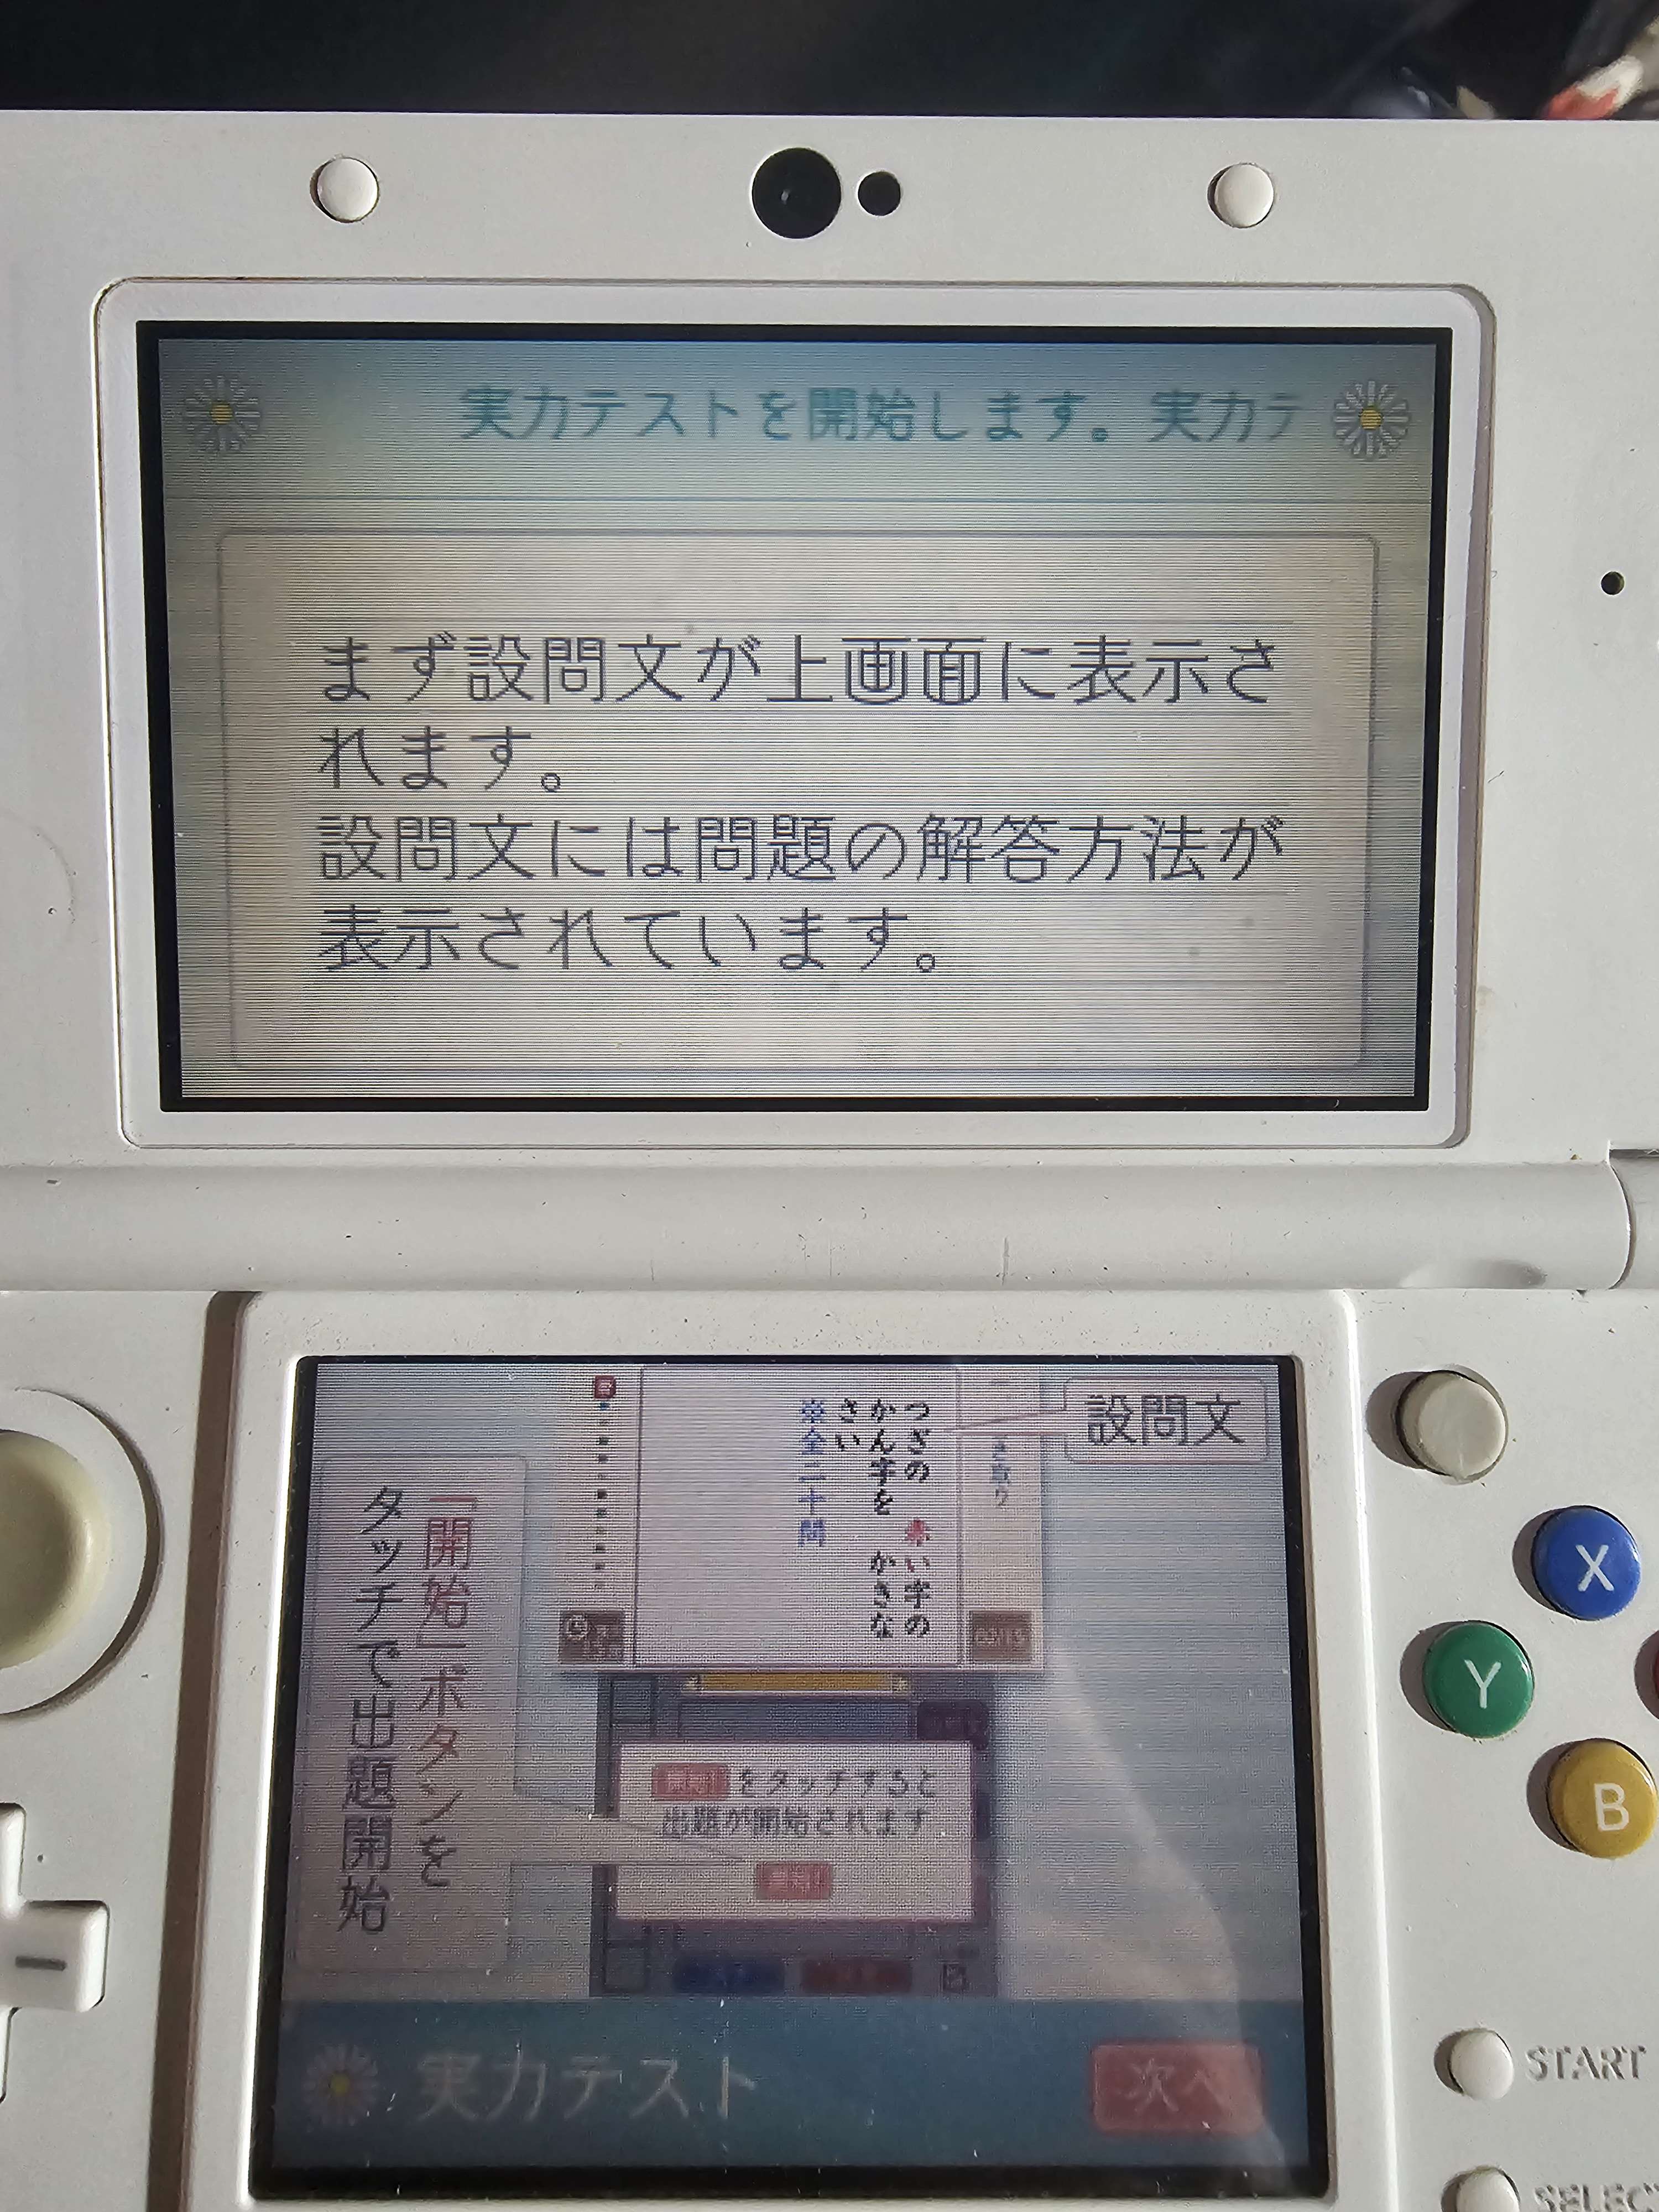 実力テストを開始します。実力テ
まず設問文が上画面に表示さ
れます。
設問文には問題の解答方法が
表示されています。
設問文
つぎの 赤い字の
かん字を かきな
さい
※全二十問
「開始」ボタンを
タッチで出題開始
をタッチすると
出題が開始されます
B
実力テスト
次へ
X
Y
B
START
SELECT